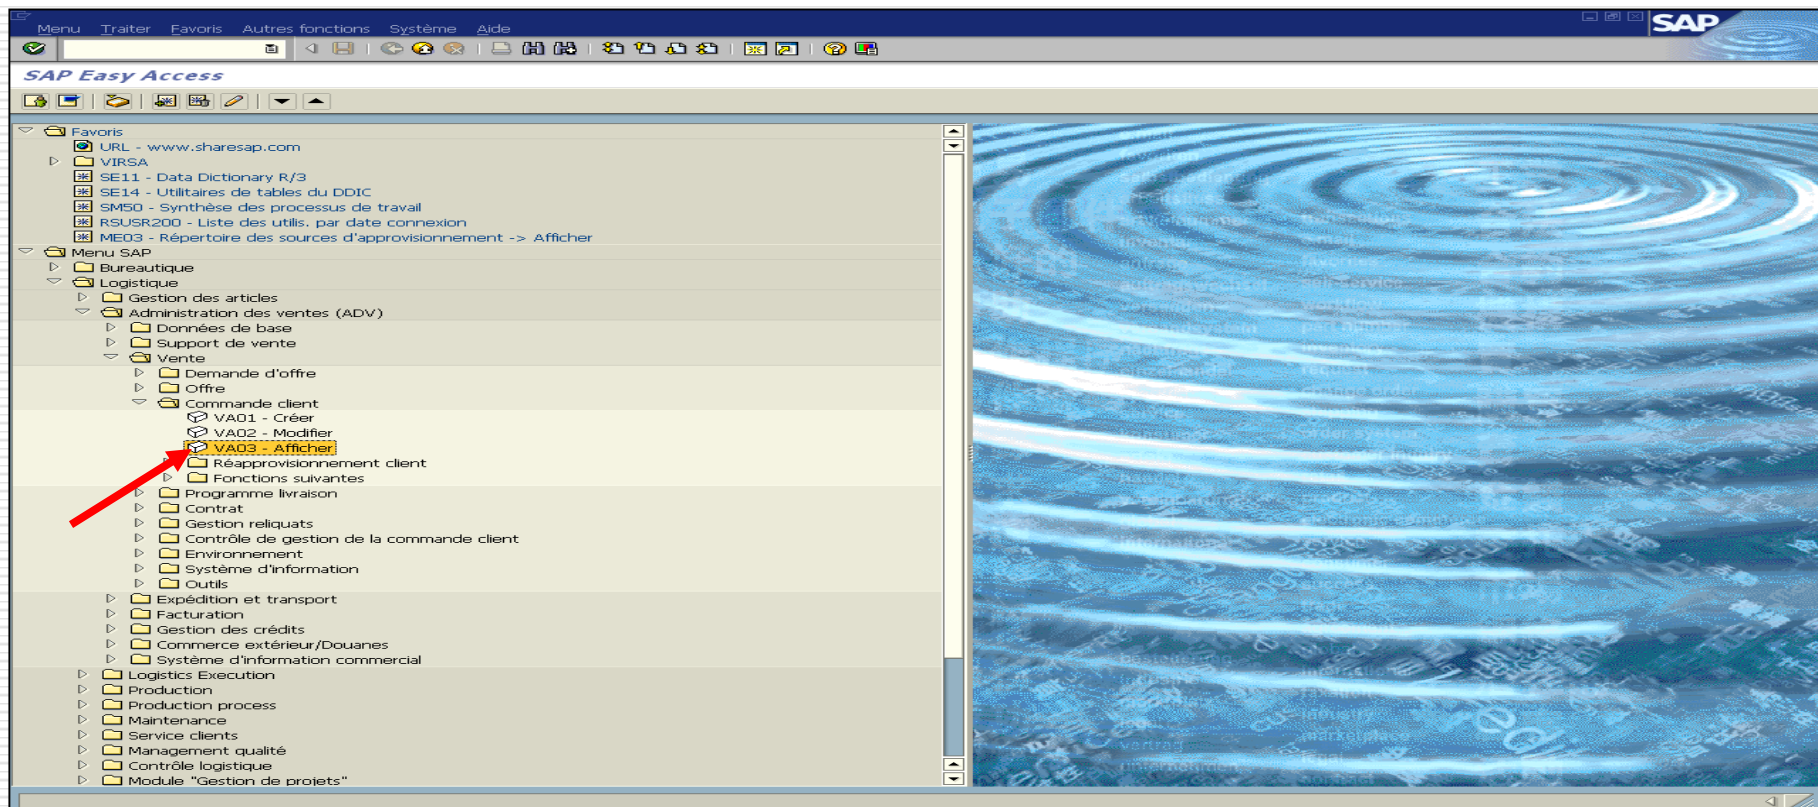 Menu Traiter Favoris Autres fonctions Système Aide
SAP
SAP Easy Access
Favoris
URL - www.sharesap.com
VIRSA
SE11 - Data Dictionary R/3
SE14 - Utilitaires de tables du DDIC
SM50 - Synthèse des processus de travail
RSUSR200 - Liste des utilis. par date connexion
ME03 - Répertoire des sources d'approvisionnement -> Afficher
Menu SAP
Bureautique
Logistique
Gestion des articles
Administration des ventes (ADV)
Données de base
Support de vente
Vente
Demande d'offre
Offre
Commande client
VA01 - Créer
VA02 - Modifier
VA03 - Afficher
Réapprovisionnement client
Fonctions suivantes
Programme livraison
Contrat
Gestion reliquats
Contrôle de gestion de la commande client
Environnement
Système d'information
Outils
Expédition et transport
Facturation
Gestion des crédits
Commerce extérieur/Douanes
Système d'information commercial
Logistics Execution
Production
Production process
Maintenance
Service clients
Management qualité
Contrôle logistique
Module "Gestion de projets"